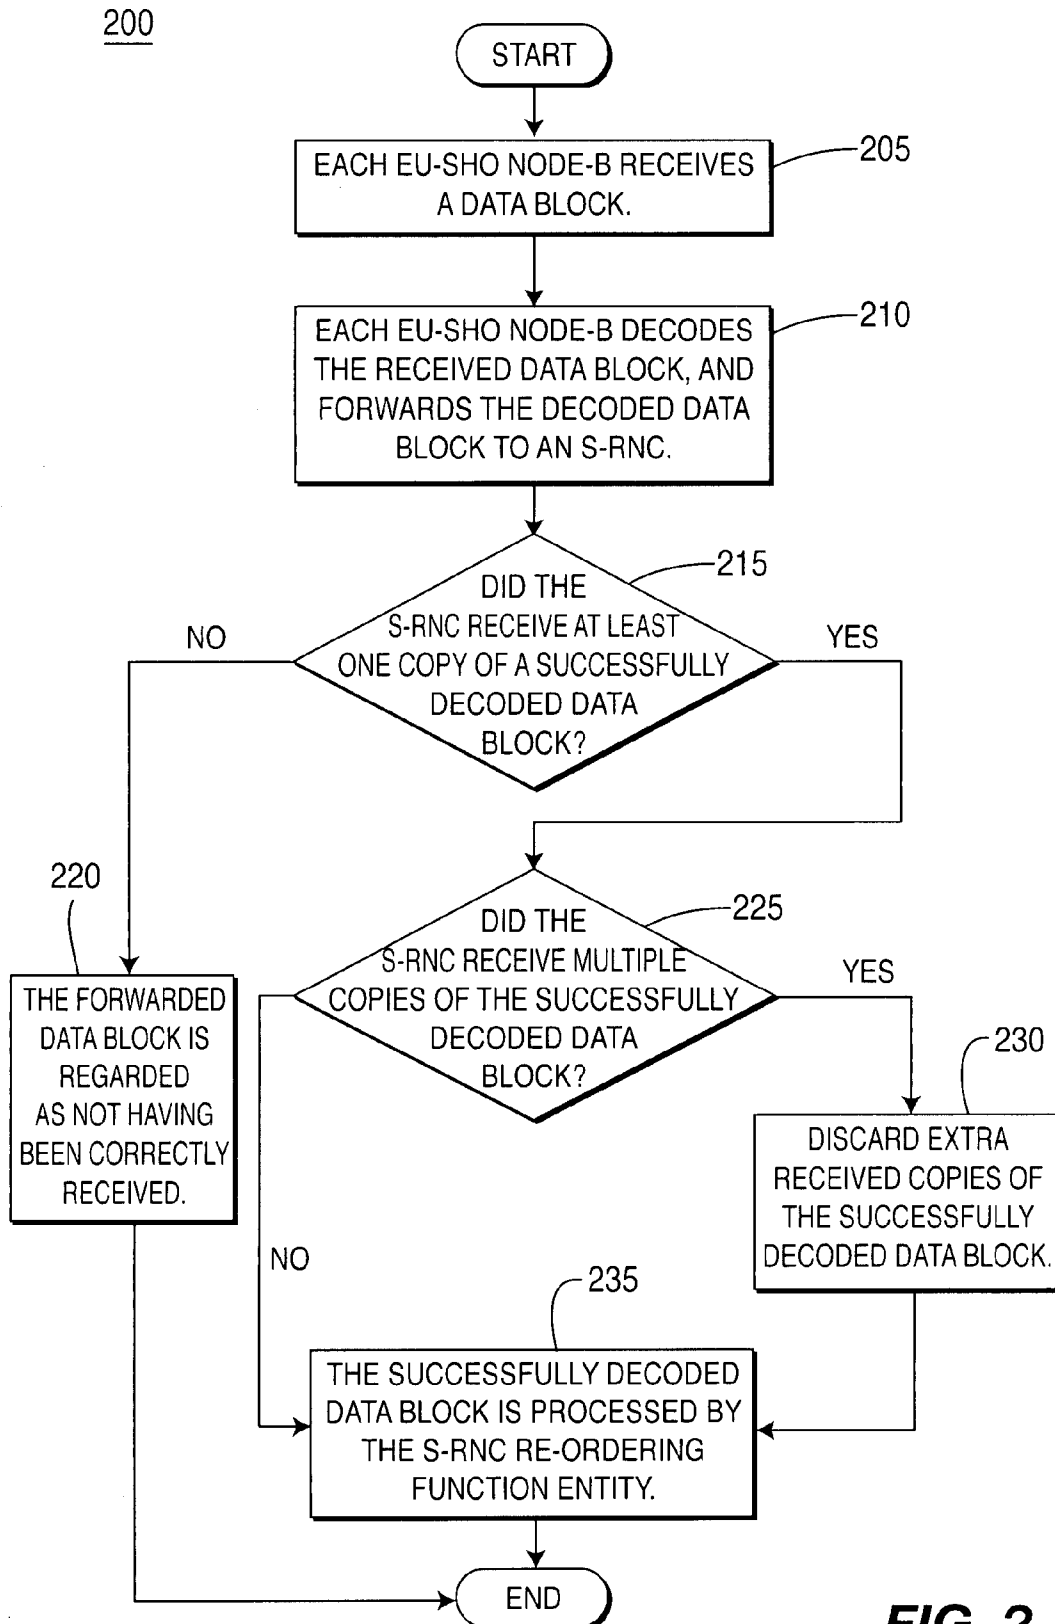 200
START
EACH EU-SHO NODE-B RECEIVES
A DATA BLOCK.
205
EACH EU-SHO NODE-B DECODES
THE RECEIVED DATA BLOCK, AND
FORWARDS THE DECODED DATA
BLOCK TO AN S-RNC.
210
DID THE
S-RNC RECEIVE AT LEAST
ONE COPY OF A SUCCESSFULLY
DECODED DATA
BLOCK?
215
NO
YES
220
THE FORWARDED
DATA BLOCK IS
REGARDED
AS NOT HAVING
BEEN CORRECTLY
RECEIVED.
DID THE
S-RNC RECEIVE MULTIPLE
COPIES OF THE SUCCESSFULLY
DECODED DATA
BLOCK?
225
YES
NO
230
DISCARD EXTRA
RECEIVED COPIES OF
THE SUCCESSFULLY
DECODED DATA BLOCK.
235
THE SUCCESSFULLY DECODED
DATA BLOCK IS PROCESSED BY
THE S-RNC RE-ORDERING
FUNCTION ENTITY.
END
FIG. 2